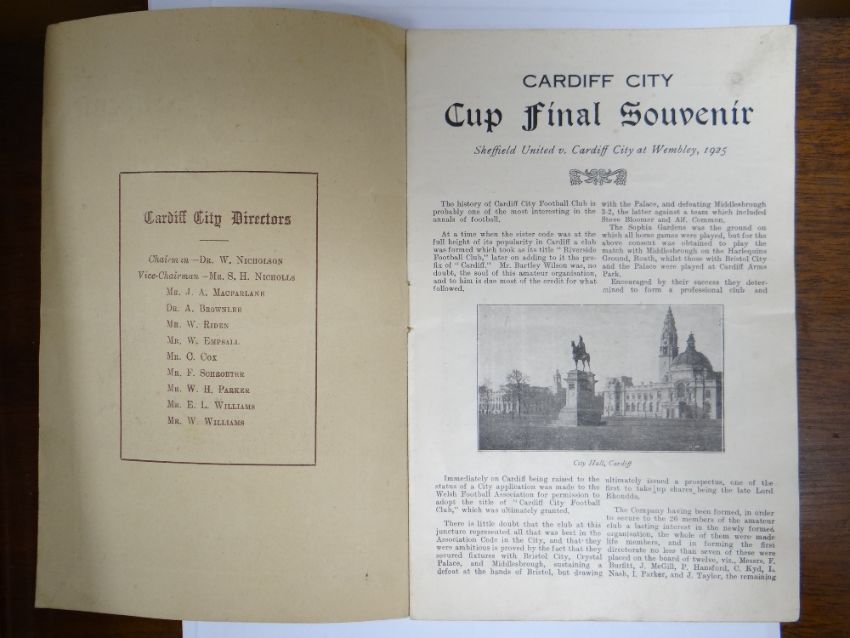 Cardiff City Directors
Chairman—DR. W. NICHOLSON
Vice-Chairman—MR. S. H. NICHOLLS
MR. J. A. MACFARLANE
DR. A. BROWNLEE
MR. W. RIDEN
MR. W. EMPSALL
MR. C. COX
MR. F. SCHROETER
MR. W. H. PARKER
MR. E. L. WILLIAMS
MR. W. WILLIAMS
CARDIFF CITY
Cup Final Souvenir
Sheffield United v. Cardiff City at Wembley, 1925
The history of Cardiff City Football Club is
probably one of the most interesting in the
annals of football.
At a time when the sister code was at the
full height of its popularity in Cardiff a club
was formed which took as its title "Riverside
Football Club," later on adding to it the pre-
fix of "Cardiff." Mr. Bartley Wilson was, no
doubt, the soul of this amateur organisation,
and to him is due most of the credit for what
followed.
with the Palace, and defeating Middlesbrough
3-2, the latter against a team which included
Steve Bloomer and Alf. Common.
The Sophia Gardens was the ground on
which all home games were played, but for the
above consent was obtained to play the
match with Middlesbrough on the Harlequins
Ground, Roath, whilst those with Bristol City
and the Palace were played at Cardiff Arms
Park.
Encouraged by their success they deter-
mined to form a professional club and
City Hall, Cardiff
Immediately on Cardiff being raised to the
status of a City application was made to the
Welsh Football Association for permission to
adopt the title of "Cardiff City Football
Club," which was ultimately granted.
There is little doubt that the club at this
juncture represented all that was best in the
Association Code in the City, and that they
were ambitious is proved by the fact that they
secured fixtures with Bristol City, Crystal
Palace, and Middlesbrough, sustaining a
defeat at the hands of Bristol, but drawing
ultimately issued a prospectus, one of the
first to take up shares being the late Lord
Rhondda.
The Company having been formed, in order
to secure to the 26 members of the amateur
club a lasting interest in the newly formed
organisation, the whole of them were made
life members, and in forming the first
directorate no less than seven of these were
placed on the board of twelve, viz., Messrs. F.
Burfitt, J. McGill, P. Hansford, C. Kyd, L.
Nash, I. Parker, and J. Taylor, the remaining